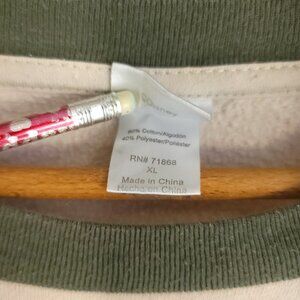 60% Cotton/Algodón
40% Polyester/Poliéster
RN# 71868
XL
Made in China
Hecho en China